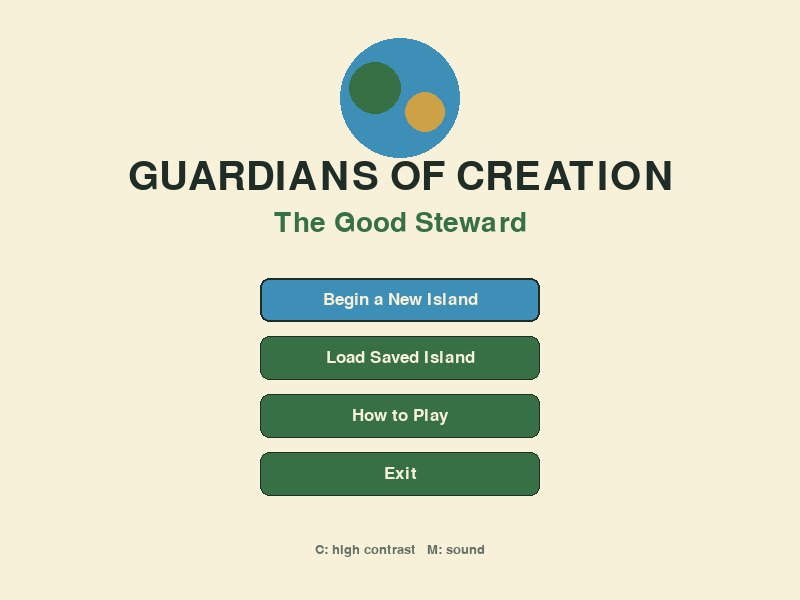 GUARDIANS OF CREATION
The Good Steward
Begin a New Island
Load Saved Island
How to Play
Exit
C: high contrast   M: sound